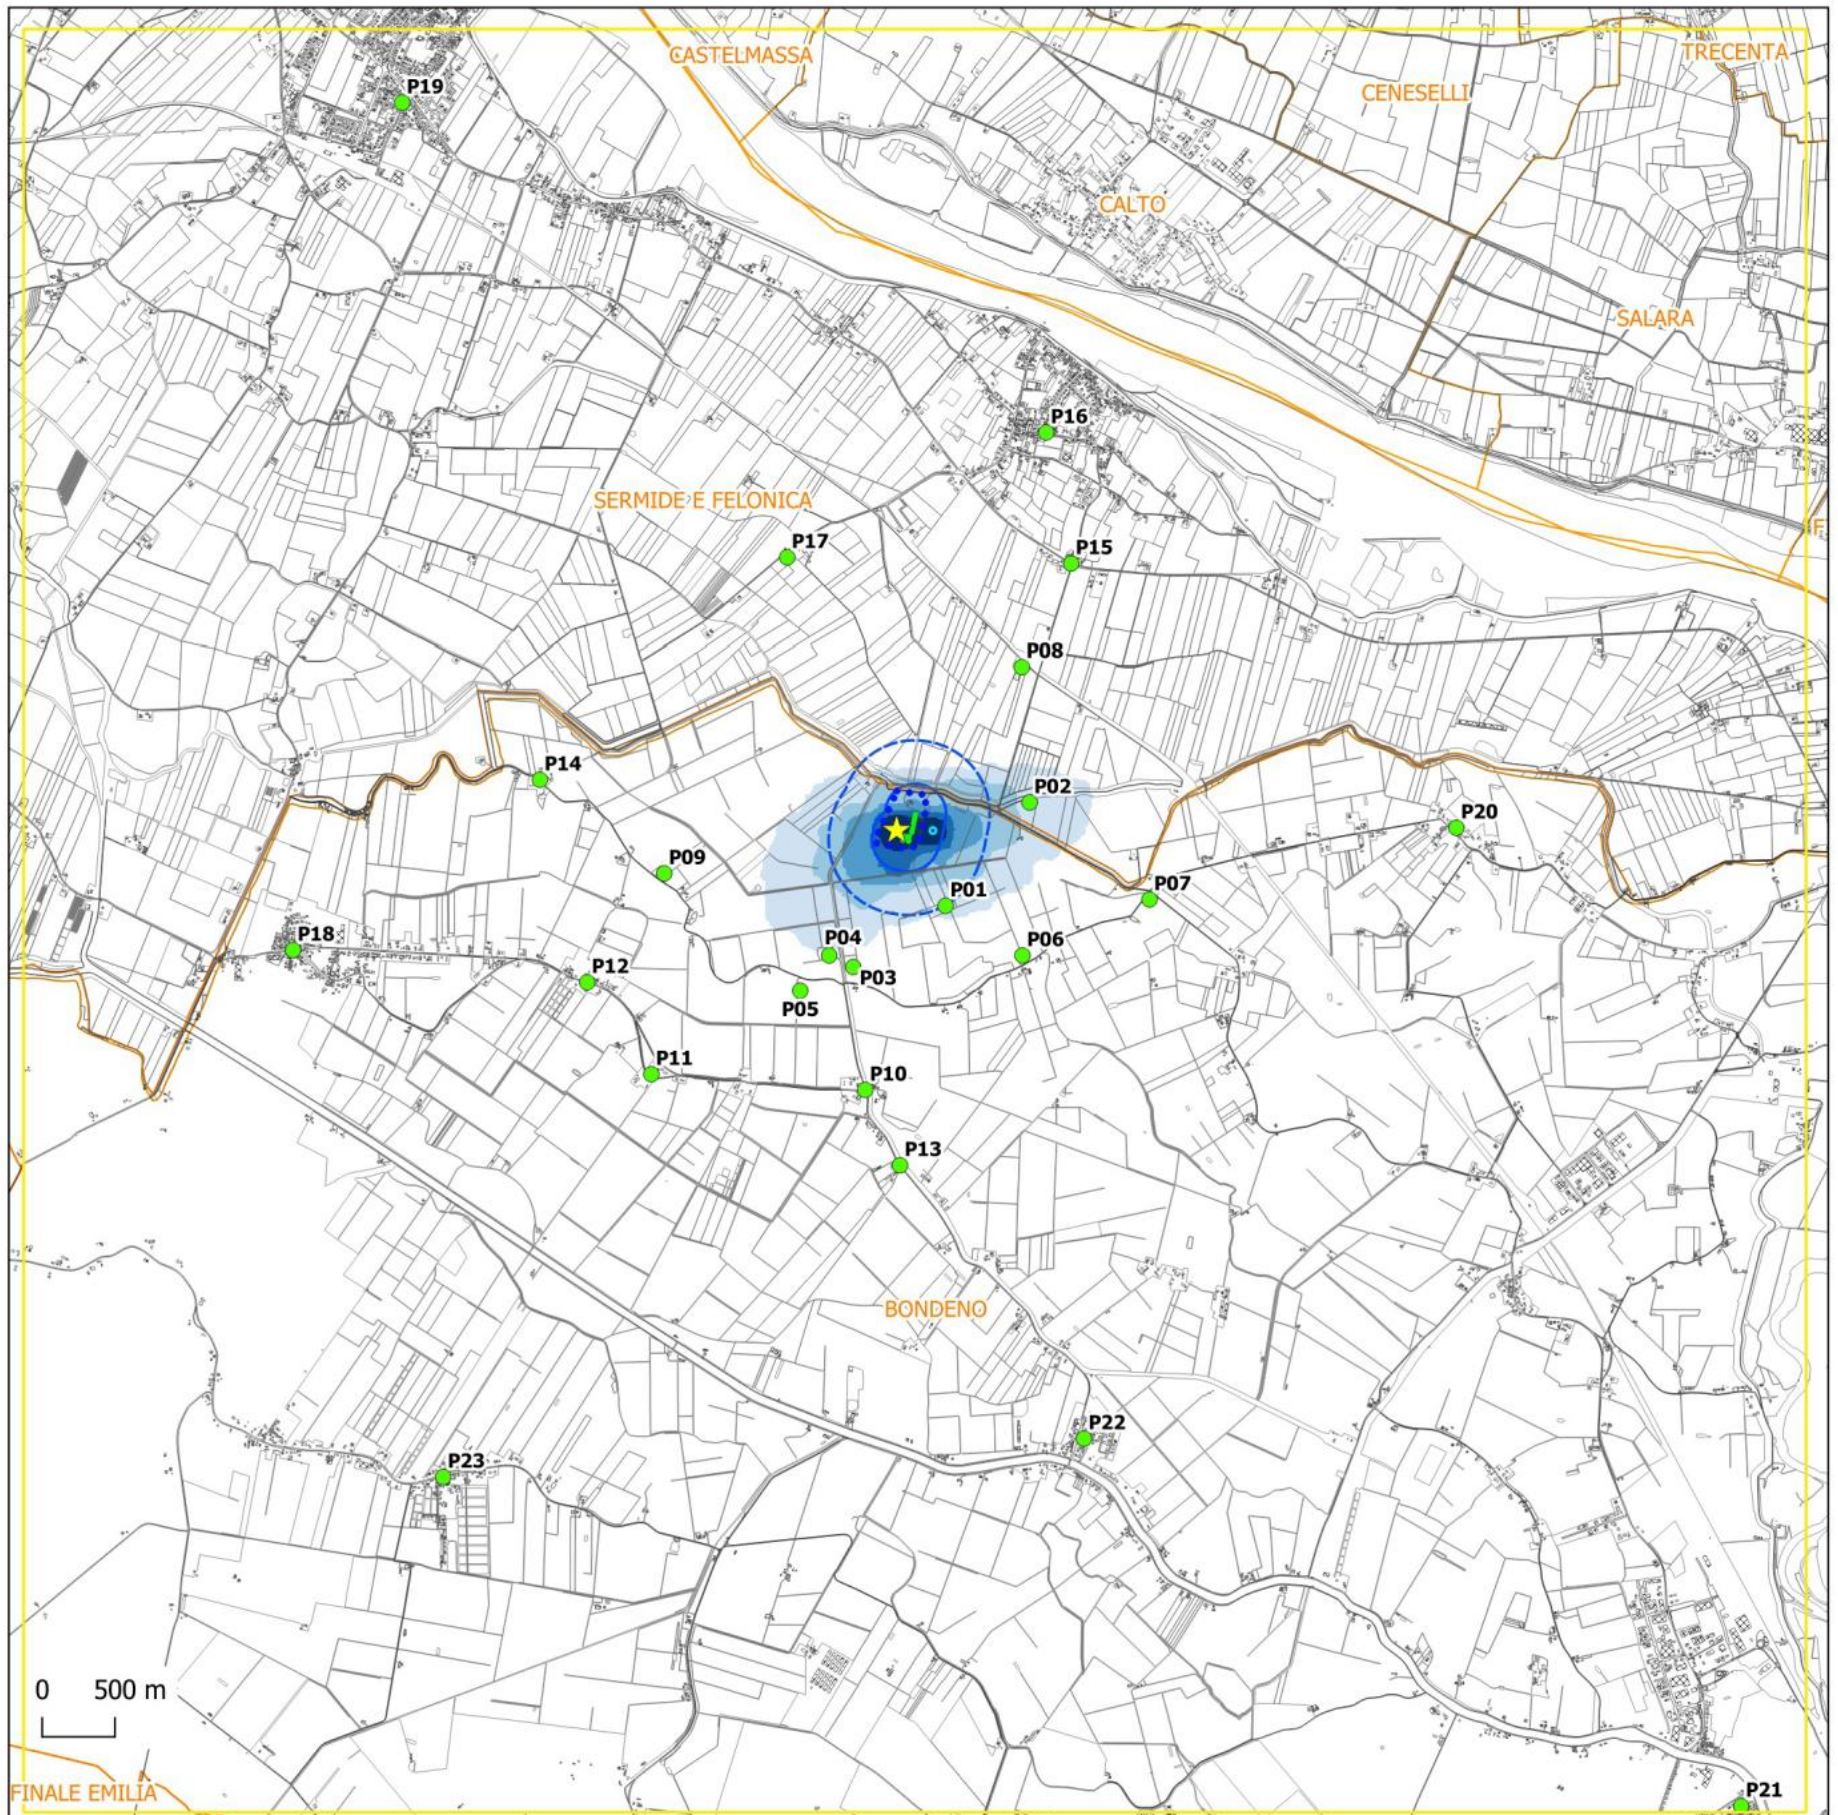 CASTELMASSA
TRECENTA
P19
CENESELLI
CALTO
SALARA
P16
SERMIDE E FELONICA
P17
P15
P08
P14
P02
P20
P09
P01
P07
P18
P04
P06
P12
P03
P05
P11
P10
P13
BONDENO
P22
P23
0 500 m
FINALE EMILIA
P21